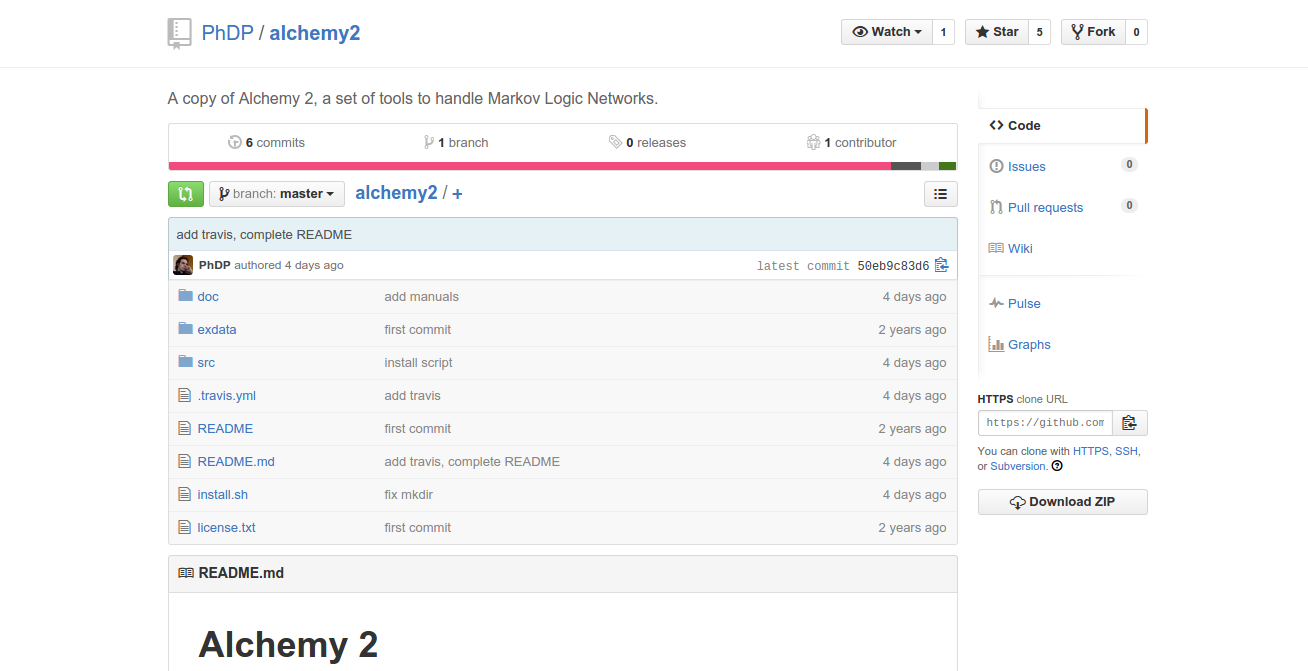 PhDP / alchemy2
Watch 1 Star 5 Fork 0
A copy of Alchemy 2, a set of tools to handle Markov Logic Networks.
6 commits 1 branch 0 releases 1 contributor
branch: master alchemy2 / +
add travis, complete README
PhDP authored 4 days ago latest commit 50eb9c83d6
doc add manuals 4 days ago
exdata first commit 2 years ago
src install script 4 days ago
.travis.yml add travis 4 days ago
README first commit 2 years ago
README.md add travis, complete README 4 days ago
install.sh fix mkdir 4 days ago
license.txt first commit 2 years ago
README.md
Alchemy 2
Code
Issues 0
Pull requests 0
Wiki
Pulse
Graphs
HTTPS clone URL
https://github.com
You can clone with HTTPS, SSH,
or Subversion.
Download ZIP